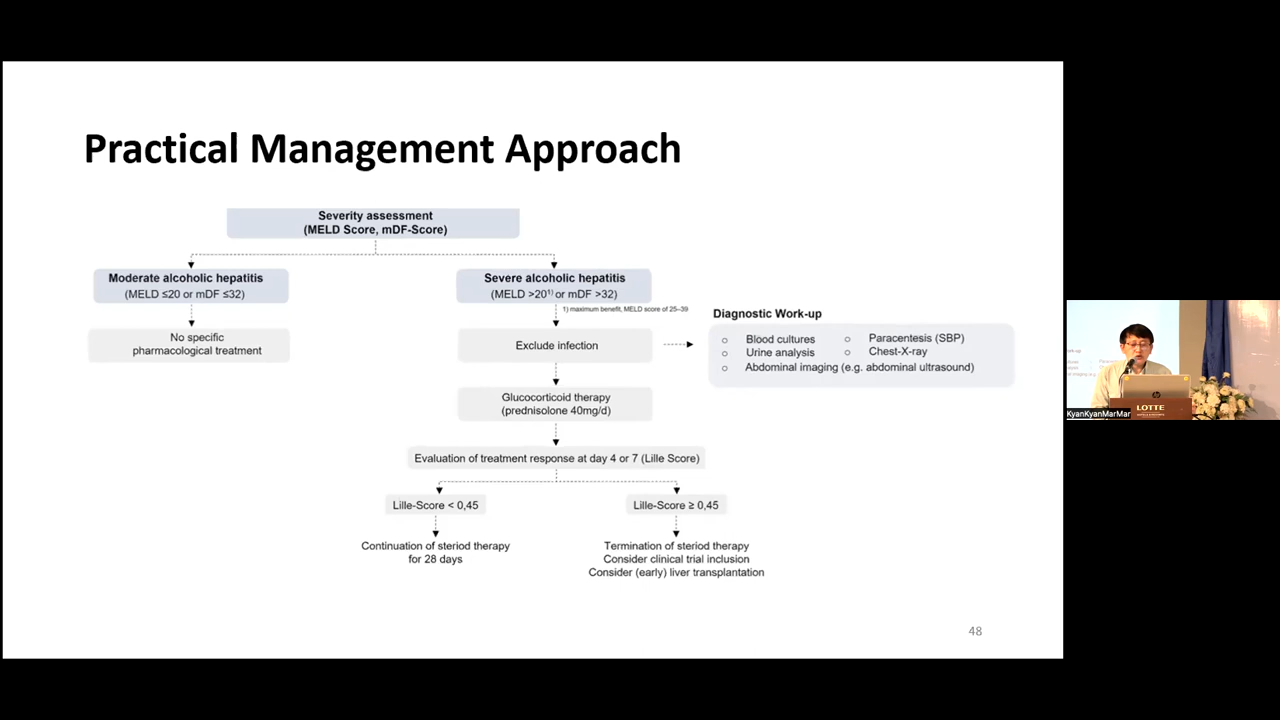 Practical Management Approach
Severity assessment
(MELD Score, mDF-Score)
Moderate alcoholic hepatitis
(MELD ≤20 or mDF ≤32)
No specific
pharmacological treatment
Severe alcoholic hepatitis
(MELD >20¹⁾ or mDF >32)
1) maximum benefit, MELD score of 25–39
Exclude infection
Diagnostic Work-up
Blood cultures
Urine analysis
Paracentesis (SBP)
Chest-X-ray
Abdominal imaging (e.g. abdominal ultrasound)
Glucocorticoid therapy
(prednisolone 40mg/d)
Evaluation of treatment response at day 4 or 7 (Lille Score)
Lille-Score < 0,45
Continuation of steriod therapy
for 28 days
Lille-Score ≥ 0,45
Termination of steriod therapy
Consider clinical trial inclusion
Consider (early) liver transplantation
48
LOTTE
KyanKyanMarMar